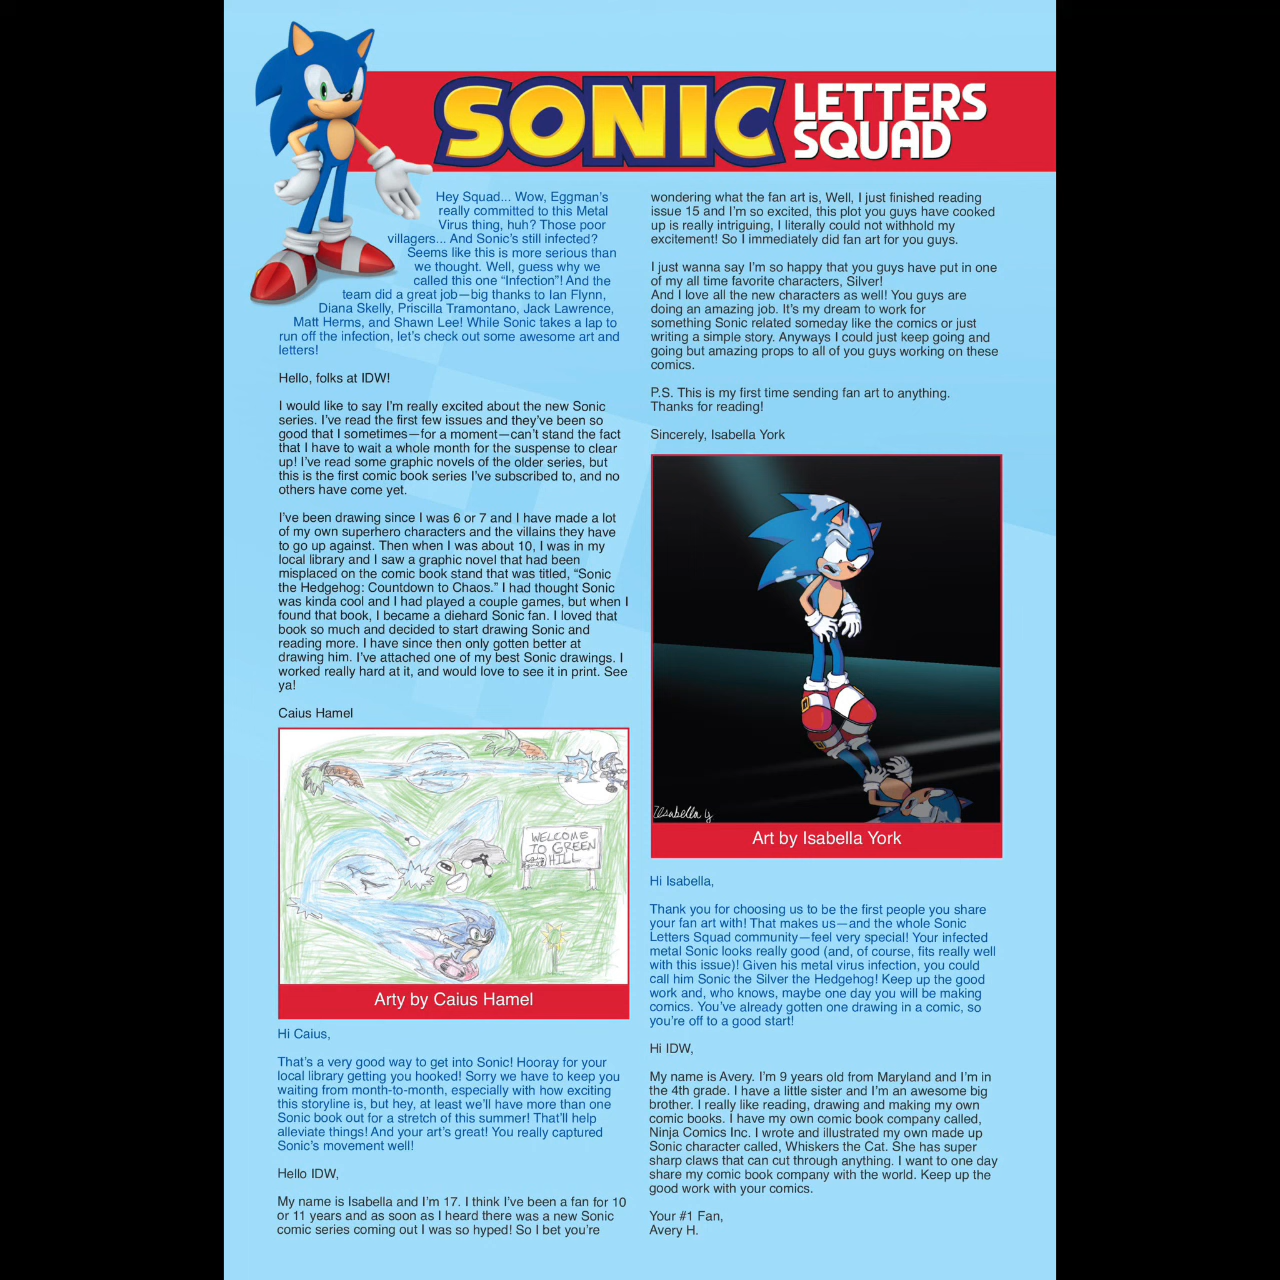 SONIC LETTERS
SQUAD
Hey Squad... Wow, Eggman's
really committed to this Metal
Virus thing, huh? Those poor
villagers... And Sonic's still infected?
Seems like this is more serious than
we thought. Well, guess why we
called this one “Infection”! And the
team did a great job—big thanks to Ian Flynn,
Diana Skelly, Priscilla Tramontano, Jack Lawrence,
Matt Herms, and Shawn Lee! While Sonic takes a lap to
run off the infection, let's check out some awesome art and
letters!
Hello, folks at IDW!
I would like to say I'm really excited about the new Sonic
series. I've read the first few issues and they've been so
good that I sometimes—for a moment—can't stand the fact
that I have to wait a whole month for the suspense to clear
up! I've read some graphic novels of the older series, but
this is the first comic book series I've subscribed to, and no
others have come yet.
I've been drawing since I was 6 or 7 and I have made a lot
of my own superhero characters and the villains they have
to go up against. Then when I was about 10, I was in my
local library and I saw a graphic novel that had been
misplaced on the comic book stand that was titled, “Sonic
the Hedgehog: Countdown to Chaos.” I had thought Sonic
was kinda cool and I had played a couple games, but when I
found that book, I became a diehard Sonic fan. I loved that
book so much and decided to start drawing Sonic and
reading more. I have since then only gotten better at
drawing him. I've attached one of my best Sonic drawings. I
worked really hard at it, and would love to see it in print. See
ya!
Caius Hamel
WELCOME
TO GREEN
HILL
Arty by Caius Hamel
Hi Caius,
That's a very good way to get into Sonic! Hooray for your
local library getting you hooked! Sorry we have to keep you
waiting from month-to-month, especially with how exciting
this storyline is, but hey, at least we'll have more than one
Sonic book out for a stretch of this summer! That'll help
alleviate things! And your art's great! You really captured
Sonic's movement well!
Hello IDW,
My name is Isabella and I'm 17. I think I've been a fan for 10
or 11 years and as soon as I heard there was a new Sonic
comic series coming out I was so hyped! So I bet you're
wondering what the fan art is, Well, I just finished reading
issue 15 and I'm so excited, this plot you guys have cooked
up is really intriguing, I literally could not withhold my
excitement! So I immediately did fan art for you guys.
I just wanna say I'm so happy that you guys have put in one
of my all time favorite characters, Silver!
And I love all the new characters as well! You guys are
doing an amazing job. It's my dream to work for
something Sonic related someday like the comics or just
writing a simple story. Anyways I could just keep going and
going but amazing props to all of you guys working on these
comics.
P.S. This is my first time sending fan art to anything.
Thanks for reading!
Sincerely, Isabella York
Isabella y
Art by Isabella York
Hi Isabella,
Thank you for choosing us to be the first people you share
your fan art with! That makes us—and the whole Sonic
Letters Squad community—feel very special! Your infected
metal Sonic looks really good (and, of course, fits really well
with this issue)! Given his metal virus infection, you could
call him Sonic the Silver the Hedgehog! Keep up the good
work and, who knows, maybe one day you will be making
comics. You've already gotten one drawing in a comic, so
you're off to a good start!
Hi IDW,
My name is Avery. I'm 9 years old from Maryland and I'm in
the 4th grade. I have a little sister and I'm an awesome big
brother. I really like reading, drawing and making my own
comic books. I have my own comic book company called,
Ninja Comics Inc. I wrote and illustrated my own made up
Sonic character called, Whiskers the Cat. She has super
sharp claws that can cut through anything. I want to one day
share my comic book company with the world. Keep up the
good work with your comics.
Your #1 Fan,
Avery H.